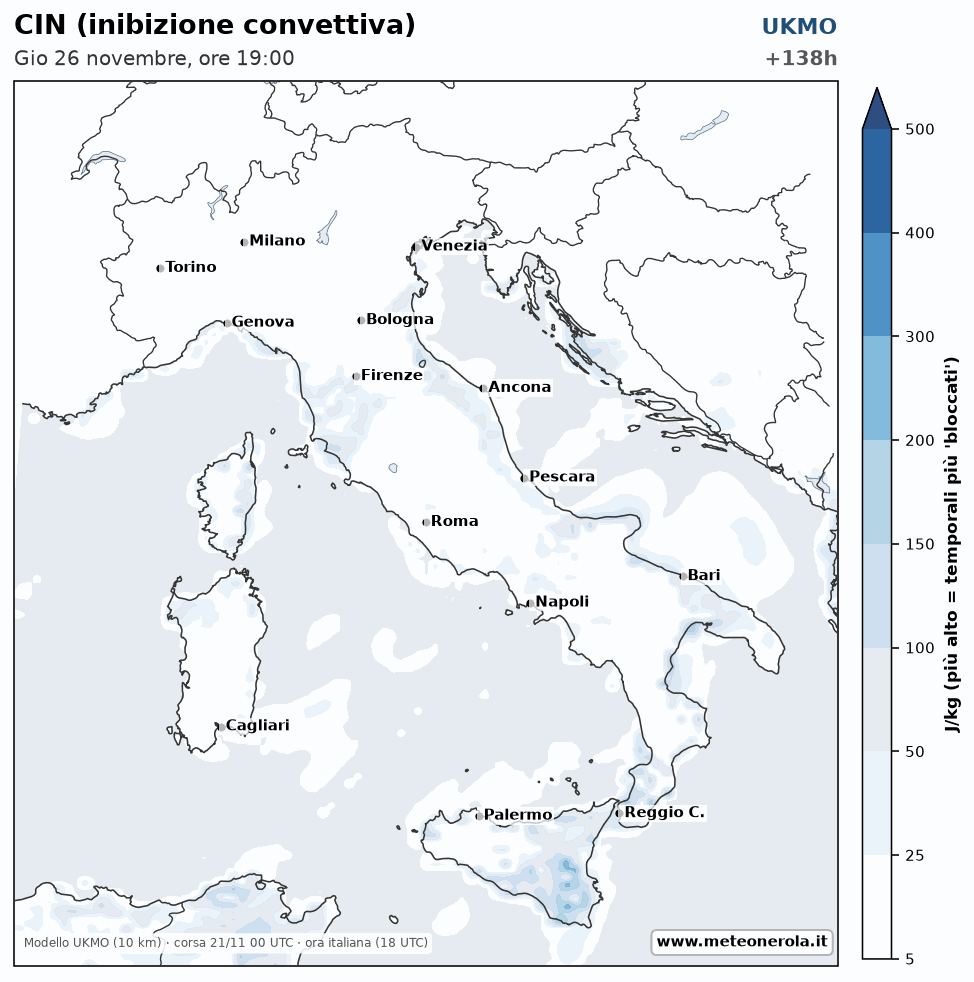 CIN (inibizione convettiva)
UKMO
Gio 26 novembre, ore 19:00
+138h
Milano
Venezia
Torino
Genova
Bologna
Firenze
Ancona
Pescara
Roma
Bari
Napoli
Cagliari
Palermo
Reggio C.
Modello UKMO (10 km) · corsa 21/11 00 UTC · ora italiana (18 UTC)
www.meteonerola.it
500
400
300
200
150
100
50
25
5
J/kg (più alto = temporali più 'bloccati')